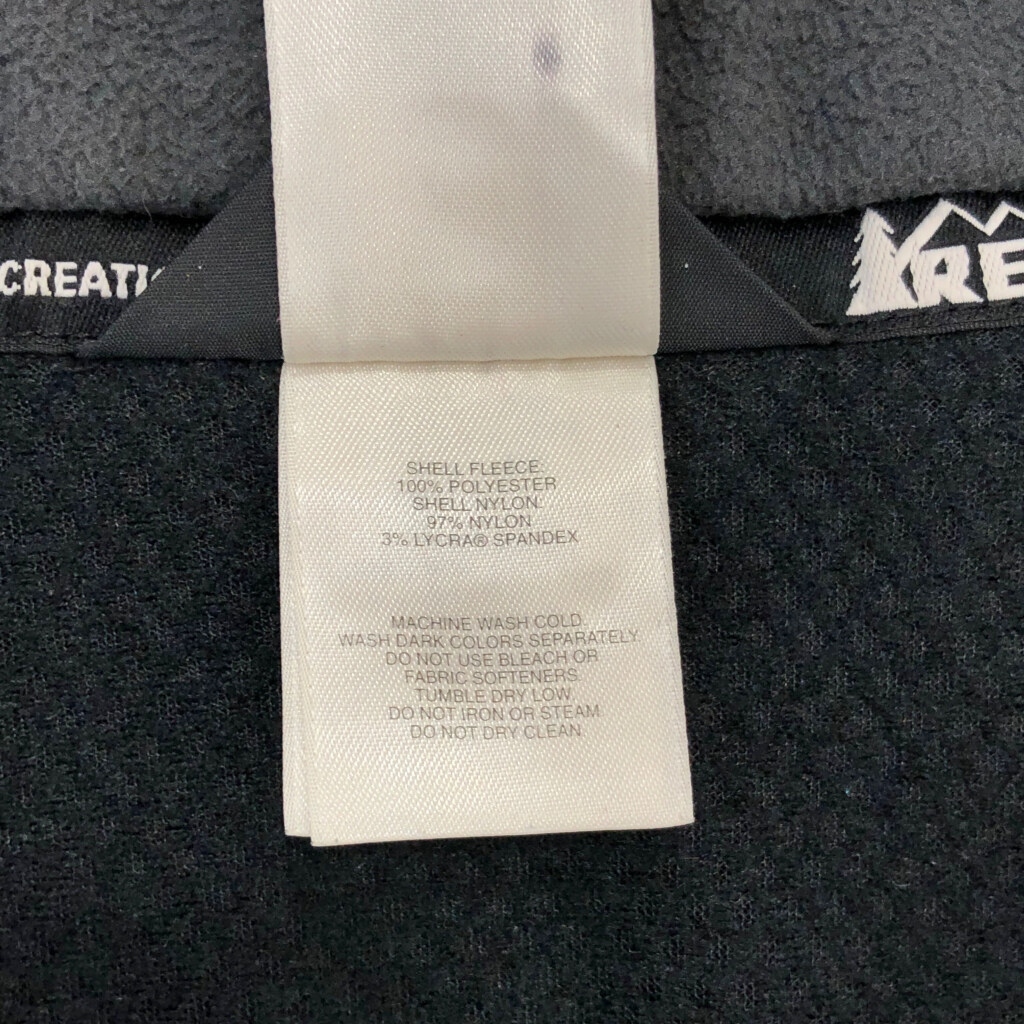 CREATI
RE
SHELL FLEECE:
100% POLYESTER
SHELL NYLON:
97% NYLON
3% LYCRA® SPANDEX
MACHINE WASH COLD.
WASH DARK COLORS SEPARATELY.
DO NOT USE BLEACH OR
FABRIC SOFTENERS.
TUMBLE DRY LOW.
DO NOT IRON OR STEAM.
DO NOT DRY CLEAN.